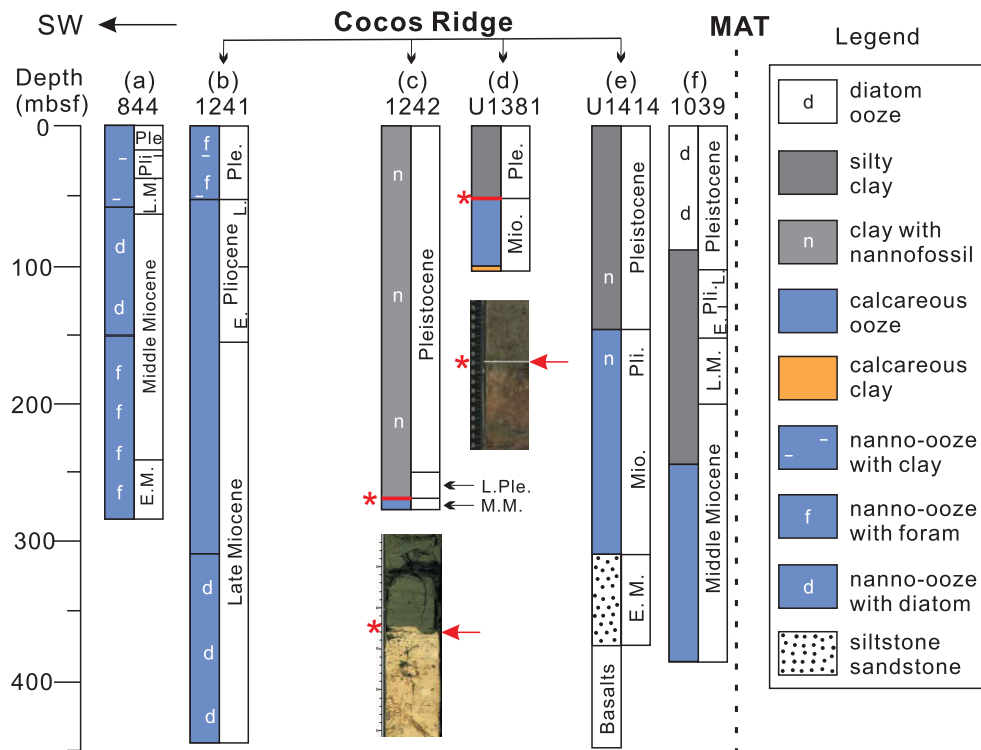 SW
Cocos Ridge
MAT
Legend
Depth
(mbsf)
(a)
844
(b)
1241
(c)
1242
(d)
U1381
(e)
U1414
(f)
1039
0
100
200
300
400
Ple
Pli
L.M.
Middle Miocene
E.M.
d
d
f
f
f
f
f
f
d
d
d
Ple.
L.
Pliocene
E.
Late Miocene
n
n
n
Pleistocene
L.Ple.
M.M.
*
*
Ple.
Mio.
*
*
n
n
Pleistocene
Pli.
Mio.
E. M.
Basalts
d
d
Pleistocene
L.
Pli.
E.
L.M.
Middle Miocene
d
diatom
ooze
silty
clay
n
clay with
nannofossil
calcareous
ooze
calcareous
clay
nanno-ooze
with clay
f
nanno-ooze
with foram
d
nanno-ooze
with diatom
siltstone
sandstone